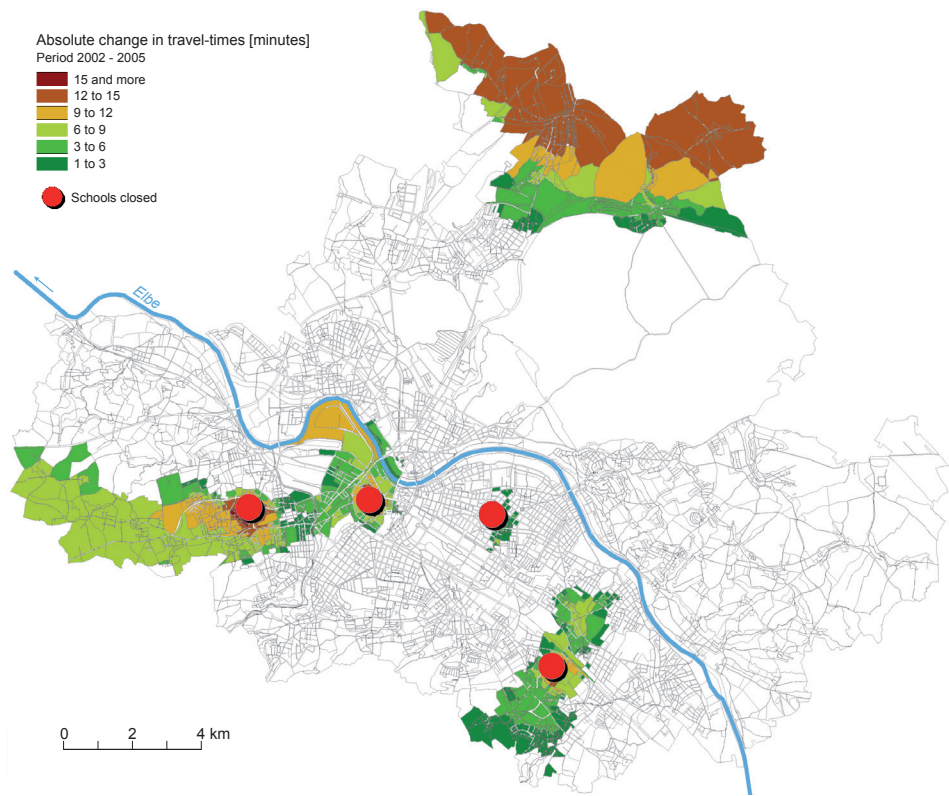 Absolute change in travel-times [minutes]
Period 2002 - 2005
15 and more
12 to 15
9 to 12
6 to 9
3 to 6
1 to 3
Schools closed
Elbe
0 2 4 km